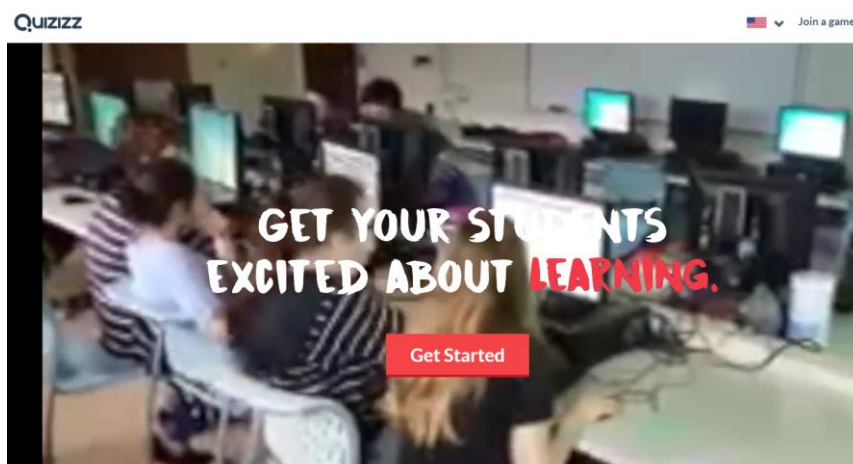 Quizizz
Join a game
GET YOUR STUDENTS
EXCITED ABOUT LEARNING.
Get Started